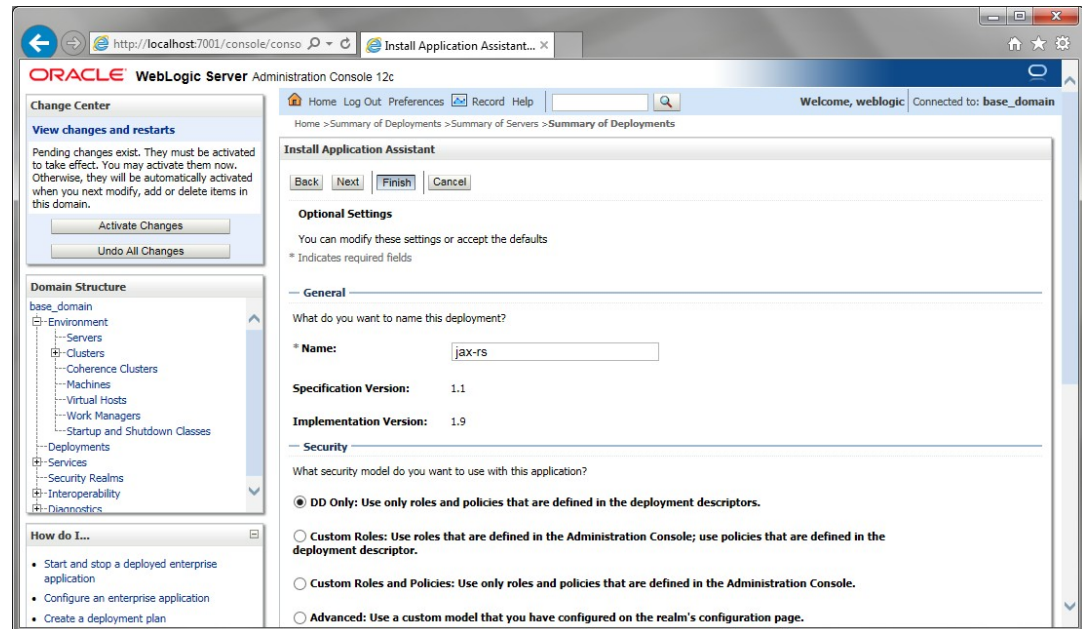 http://localhost:7001/console/conso
Install Application Assistant...
ORACLE WebLogic Server Administration Console 12c
Change Center
View changes and restarts
Pending changes exist. They must be activated
to take effect. You may activate them now.
Otherwise, they will be automatically activated
when you next modify, add or delete items in
this domain.
Activate Changes
Undo All Changes
Domain Structure
base_domain
Environment
Servers
Clusters
Coherence Clusters
Machines
Virtual Hosts
Work Managers
Startup and Shutdown Classes
Deployments
Services
Security Realms
Interoperability
Diagnostics
How do I...
Start and stop a deployed enterprise
application
Configure an enterprise application
Create a deployment plan
Home Log Out Preferences Record Help
Welcome, weblogic Connected to: base_domain
Home >Summary of Deployments >Summary of Servers >Summary of Deployments
Install Application Assistant
Back Next Finish Cancel
Optional Settings
You can modify these settings or accept the defaults
* Indicates required fields
General
What do you want to name this deployment?
* Name: jax-rs
Specification Version: 1.1
Implementation Version: 1.9
Security
What security model do you want to use with this application?
DD Only: Use only roles and policies that are defined in the deployment descriptors.
Custom Roles: Use roles that are defined in the Administration Console; use policies that are defined in the
deployment descriptor.
Custom Roles and Policies: Use only roles and policies that are defined in the Administration Console.
Advanced: Use a custom model that you have configured on the realm's configuration page.